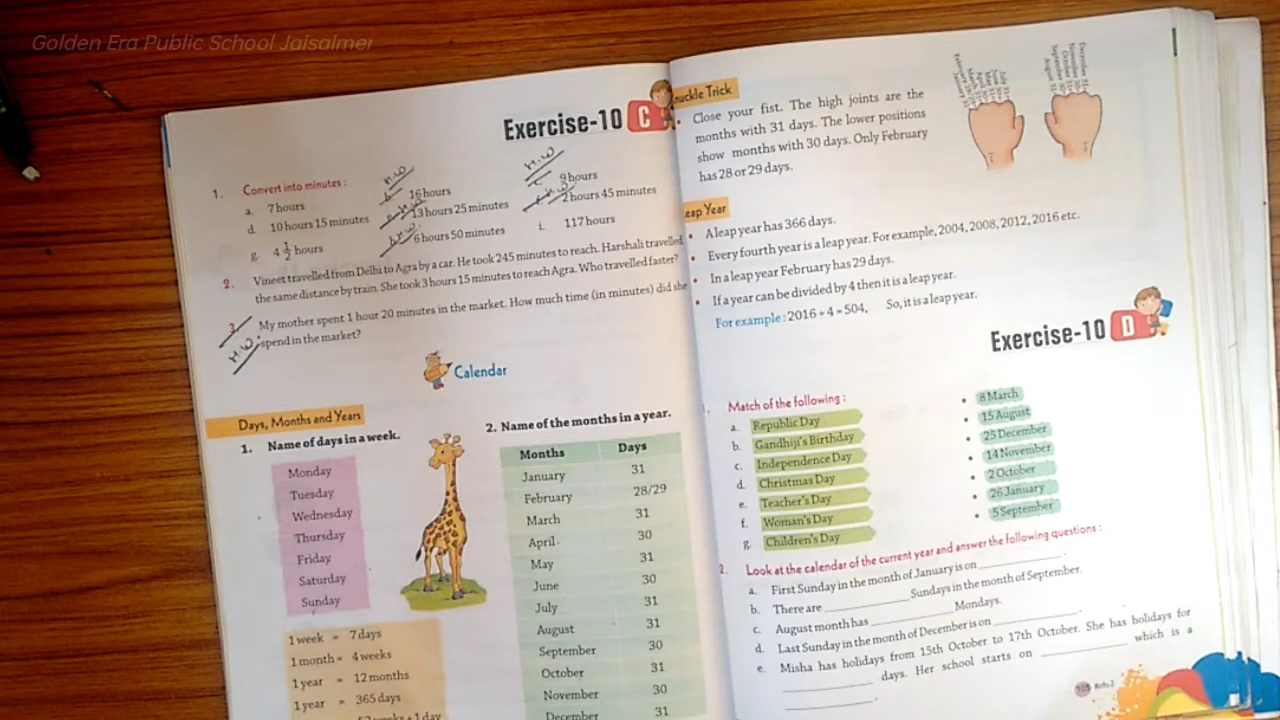 Golden Era Public School Jaisalmer
Exercise-10 C
1. Convert into minutes :
a. 7 hours
H.W
16 hours
H.W
9 hours
d. 10 hours 15 minutes
13 hours 25 minutes
2 hours 45 minutes
g. 4 1/2 hours
6 hours 50 minutes
i. 117 hours
2. Vineet travelled from Delhi to Agra by a car. He took 245 minutes to reach. Harshali travelled
the same distance by train. She took 3 hours 15 minutes to reach Agra. Who travelled faster?
3. My mother spent 1 hour 20 minutes in the market. How much time (in minutes) did she
H.W. spend in the market?
Calendar
Days, Months and Years
1. Name of days in a week.
Monday
Tuesday
Wednesday
Thursday
Friday
Saturday
Sunday
1 week = 7 days
1 month = 4 weeks
1 year = 12 months
1 year = 365 days
52 weeks + 1 day
2. Name of the months in a year.
Months Days
January 31
February 28/29
March 31
April 30
May 31
June 30
July 31
August 31
September 30
October 31
November 30
December 31
nuckle Trick
• Close your fist. The high joints are the
months with 31 days. The lower positions
show months with 30 days. Only February
has 28 or 29 days.
eap Year
• A leap year has 366 days.
• Every fourth year is a leap year. For example, 2004, 2008, 2012, 2016 etc.
• In a leap year February has 29 days.
• If a year can be divided by 4 then it is a leap year.
For example : 2016 ÷ 4 = 504, So, it is a leap year.
Exercise-10 D
1. Match of the following :
a. Republic Day • 8 March
b. Gandhiji's Birthday • 15 August
c. Independence Day • 25 December
d. Christmas Day • 14 November
e. Teacher's Day • 2 October
f. Woman's Day • 26 January
g. Children's Day • 5 September
2. Look at the calendar of the current year and answer the following questions :
a. First Sunday in the month of January is on ____________.
b. There are ____________ Sundays in the month of September.
c. August month has ____________ Mondays.
d. Last Sunday in the month of December is on ____________.
e. Misha has holidays from 15th October to 17th October. She has holidays for
____________ days. Her school starts on ____________ which is a
____________.